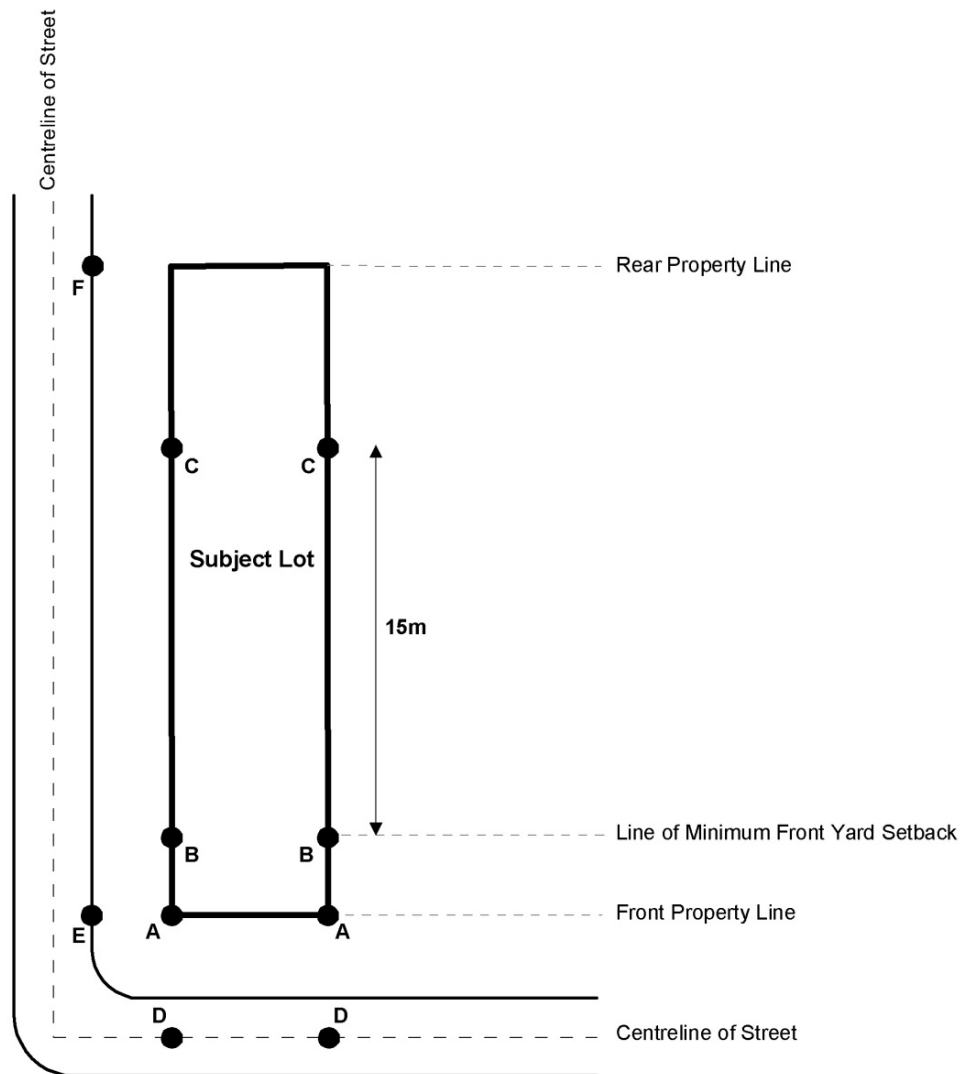 Centreline of Street
Rear Property Line
F
C
C
Subject Lot
15m
Line of Minimum Front Yard Setback
B
B
Front Property Line
E
A
A
D
D
Centreline of Street